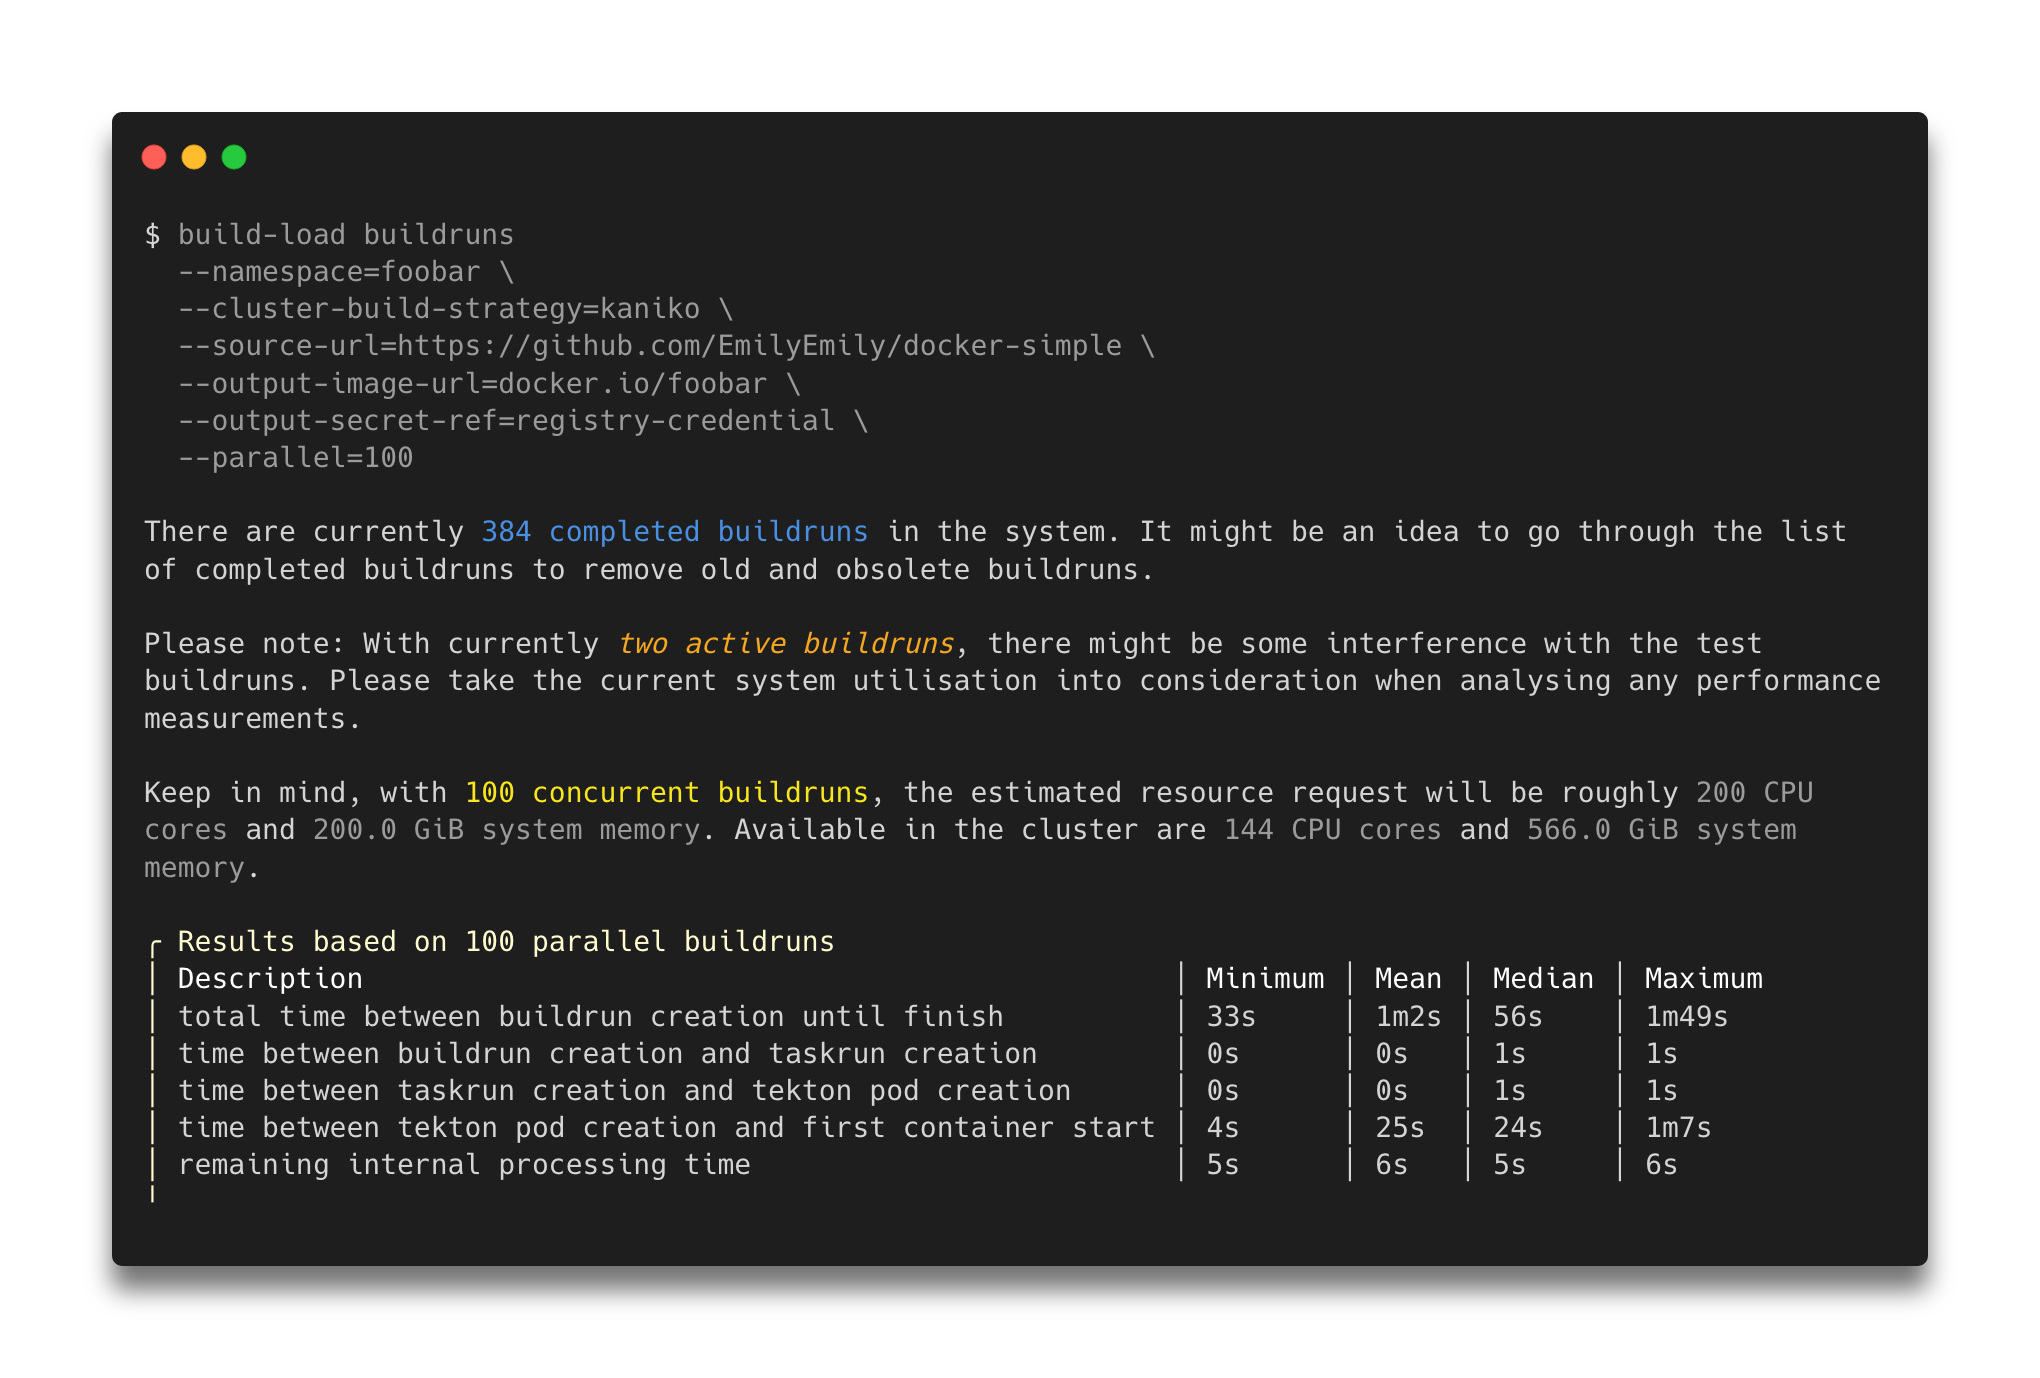 $ build-load buildruns
--namespace=foobar \
--cluster-build-strategy=kaniko \
--source-url=https://github.com/EmilyEmily/docker-simple \
--output-image-url=docker.io/foobar \
--output-secret-ref=registry-credential \
--parallel=100
There are currently 384 completed buildruns in the system. It might be an idea to go through the list
of completed buildruns to remove old and obsolete buildruns.
Please note: With currently two active buildruns, there might be some interference with the test
buildruns. Please take the current system utilisation into consideration when analysing any performance
measurements.
Keep in mind, with 100 concurrent buildruns, the estimated resource request will be roughly 200 CPU
cores and 200.0 GiB system memory. Available in the cluster are 144 CPU cores and 566.0 GiB system
memory.
╭ Results based on 100 parallel buildruns
│ Description │ Minimum │ Mean │ Median │ Maximum
│ total time between buildrun creation until finish │ 33s │ 1m2s │ 56s │ 1m49s
│ time between buildrun creation and taskrun creation │ 0s │ 0s │ 1s │ 1s
│ time between taskrun creation and tekton pod creation │ 0s │ 0s │ 1s │ 1s
│ time between tekton pod creation and first container start │ 4s │ 25s │ 24s │ 1m7s
│ remaining internal processing time │ 5s │ 6s │ 5s │ 6s